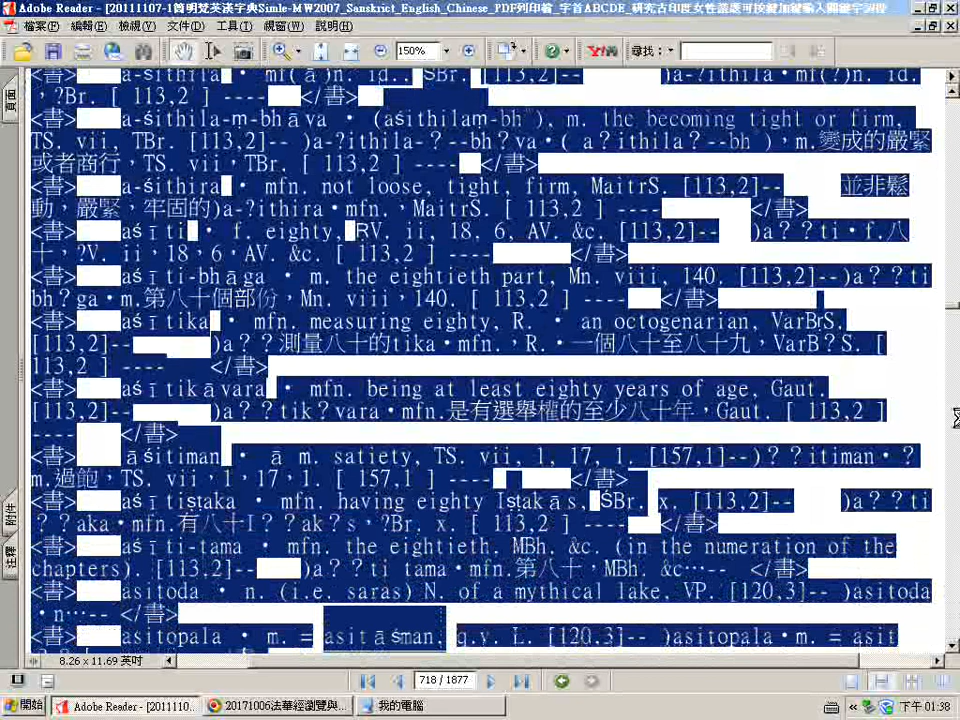 Adobe Reader - [20111107-1簡明梵英漢字典Simle-MW2007_Sanskrit_English_Chinese_PDF列印檔_字首ABCDE_研究古印度女性議題可按鍵加鍵輸入關鍵字詞搜
檔案(F) 編輯(E) 檢視(V) 文件(D) 工具(T) 視窗(W) 說明(H)
150% 尋找：
頁面
<書> a-śithila • mf(ā)n. id., ŚBr. [113,2]-- )a-?ithila•mf(?)n. id.
，?Br. [ 113,2 ] ---- </書>
<書> a-śithila-ṃ-bhāva • (aśithilaṃ-bh°). m. the becoming tight or firm,
TS. vii, TBr. [113,2]-- )a-?ithila-?--bh?va•( a?ithila?--bh ), m.變成的嚴緊
或者商行，TS. vii，TBr. [ 113,2 ] ---- </書>
<書> a-śithira • mfn. not loose, tight, firm, MaitrS. [113,2]-- 並非鬆
動，嚴緊，牢固的)a-?ithira•mfn.，MaitrS. [ 113,2 ] ---- </書>
<書> aśīti • f. eighty, RV. ii, 18, 6, AV. &c. [113,2]-- )a??ti•f.八
十，?V. ii，18，6，AV. &c. [ 113,2 ] ---- </書>
<書> aśīti-bhāga • m. the eightieth part, Mn. viii, 140. [113,2]--)a??ti
bh?ga•m.第八十個部份，Mn. viii，140. [ 113,2 ] ---- </書>
<書> aśītika • mfn. measuring eighty, R. • an octogenarian, VarBrS.
[113,2]-- )a??測量八十的tika•mfn.，R.•一個八十至八十九，VarB?S. [
113,2 ] ---- </書>
<書> aśītikāvara • mfn. being at least eighty years of age, Gaut.
[113,2]-- )a??tik?vara•mfn.是有選舉權的至少八十年，Gaut. [ 113,2 ]
---- </書>
<書> āśitiman • ā m. satiety, TS. vii, 1, 17, 1. [157,1]--)??itiman•?
m.過飽，TS. vii，1，17，1. [ 157,1 ] ---- </書>
<書> aśītiṣṭaka • mfn. having eighty Iṣṭakās, ŚBr. x. [113,2]-- )a??ti
??aka•mfn.有八十I??ak?s，?Br. x. [ 113,2 ] ---- </書>
<書> aśīti-tama • mfn. the eightieth. MBh. &c. (in the numeration of the
chapters). [113,2]-- )a??ti tama•mfn.第八十，MBh. &c…-- </書>
<書> asitoda • n. (i.e. saras) N. of a mythical lake, VP. [120,3]-- )asitoda
•n…-- </書>
<書> asitopala • m. = asitāśman, q.v. L. [120,3]-- )asitopala•m. = asit
附件
注釋
8.26 x 11.69 英吋
718 / 1877
開始 Adobe Reader - [2011110... 20171006法華經瀏覽與... 我的電腦 下午 01:38